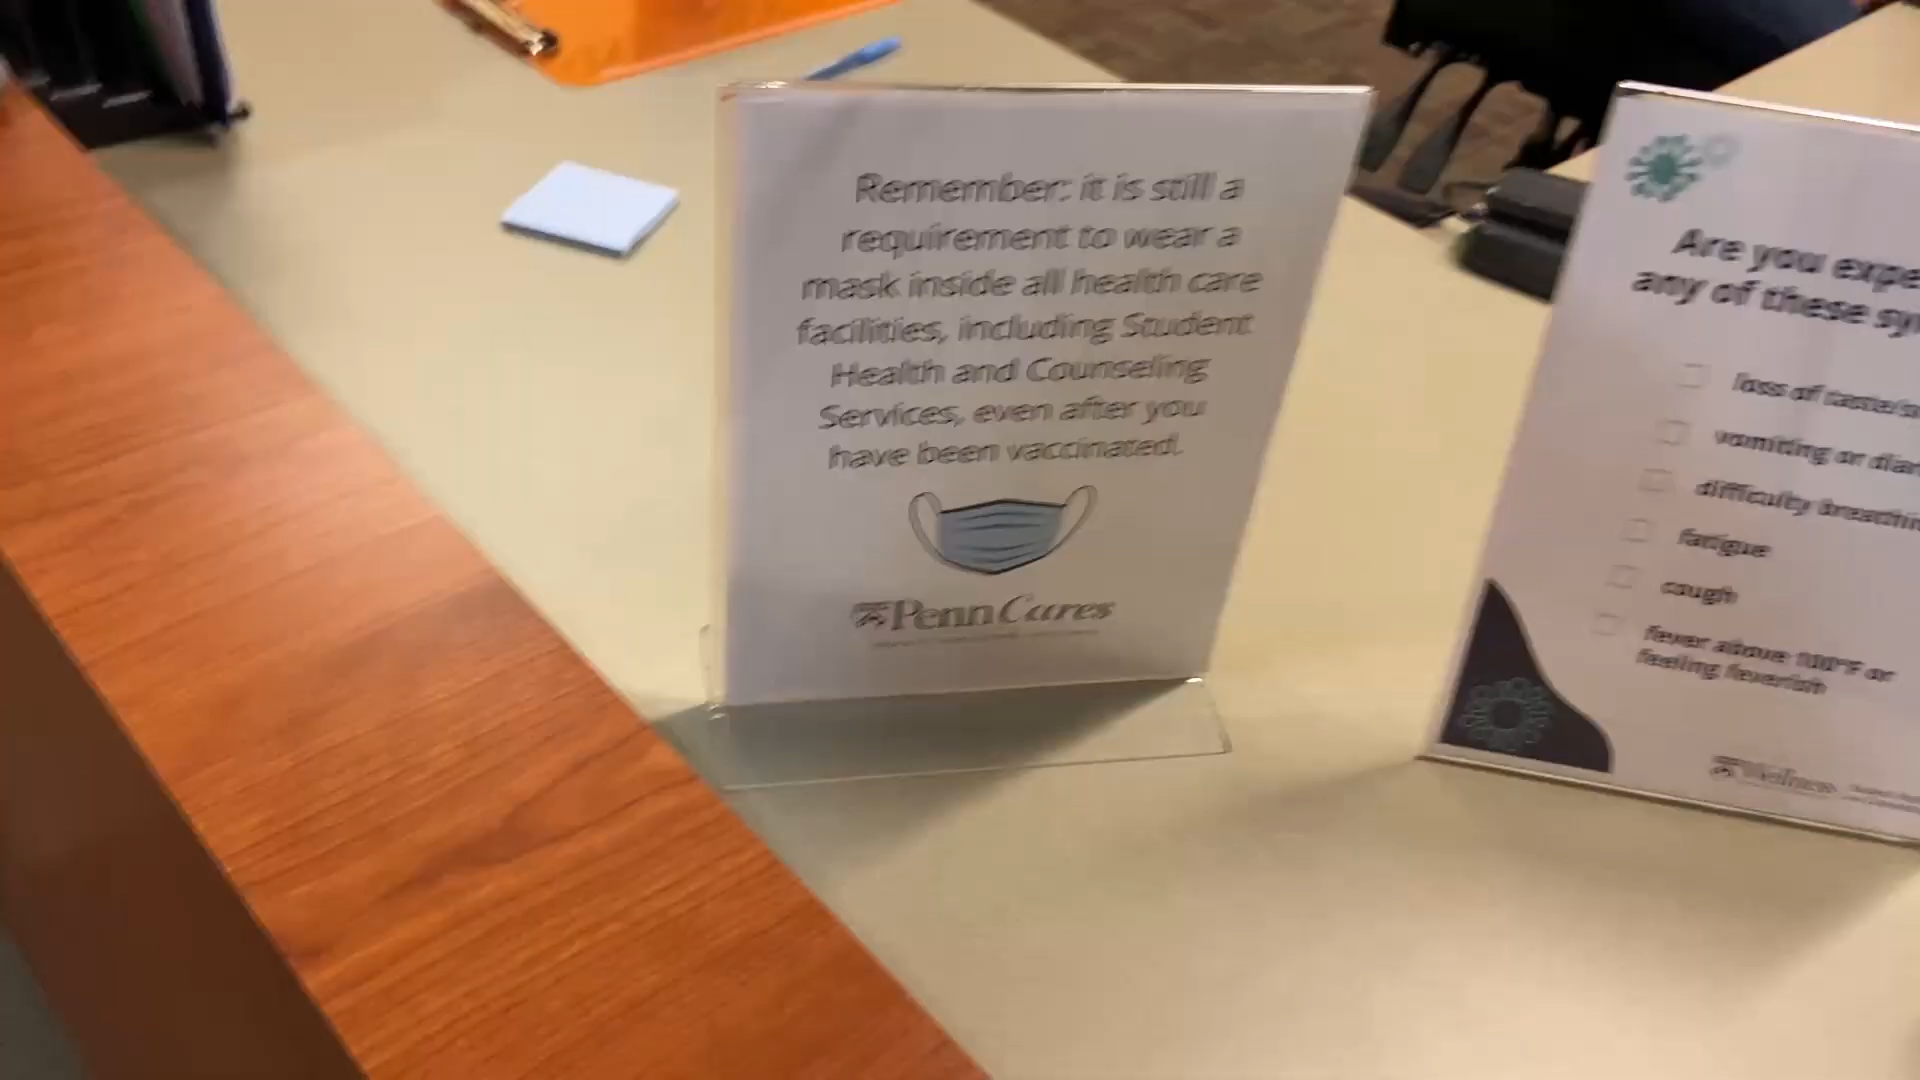 Remember: it is still a
requirement to wear a
mask inside all health care
facilities, including Student
Health and Counseling
Services, even after you
have been vaccinated.
Penn Cares
Are you expe
any of these sy
loss of taste/s
vomiting or diar
difficulty breathin
fatigue
cough
fever above 100°F or
feeling feverish